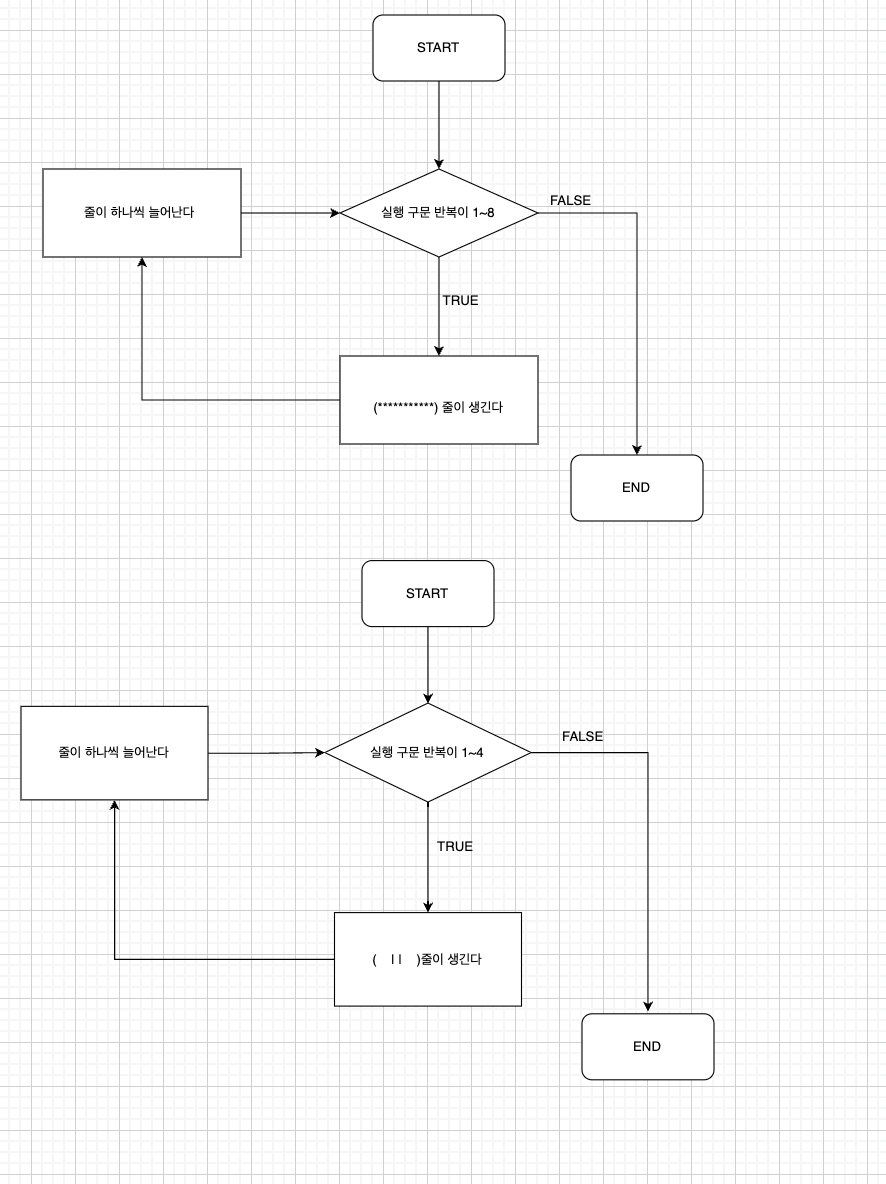 START
줄이 하나씩 늘어난다
실행 구문 반복이 1~8
FALSE
TRUE
(***********) 줄이 생긴다
END
START
줄이 하나씩 늘어난다
실행 구문 반복이 1~4
FALSE
TRUE
(    | |    )줄이 생긴다
END